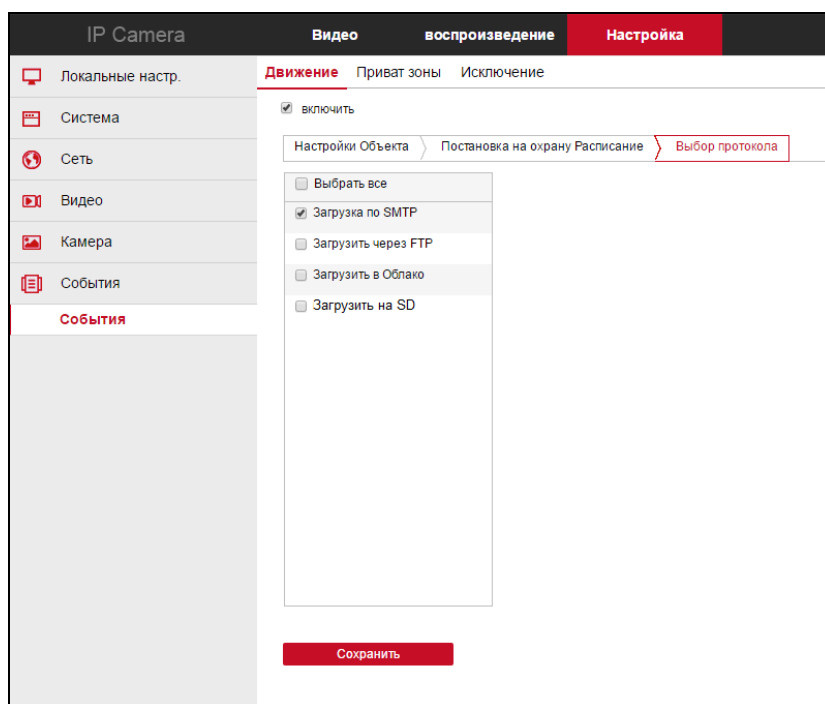 IP Camera Видео воспроизведение Настройка
Локальные настр.
Система
Сеть
Видео
Камера
События
События
Движение Приват зоны Исключение
включить
Настройки Объекта Постановка на охрану Расписание Выбор протокола
Выбрать все
Загрузка по SMTP
Загрузить через FTP
Загрузить в Облако
Загрузить на SD
Сохранить